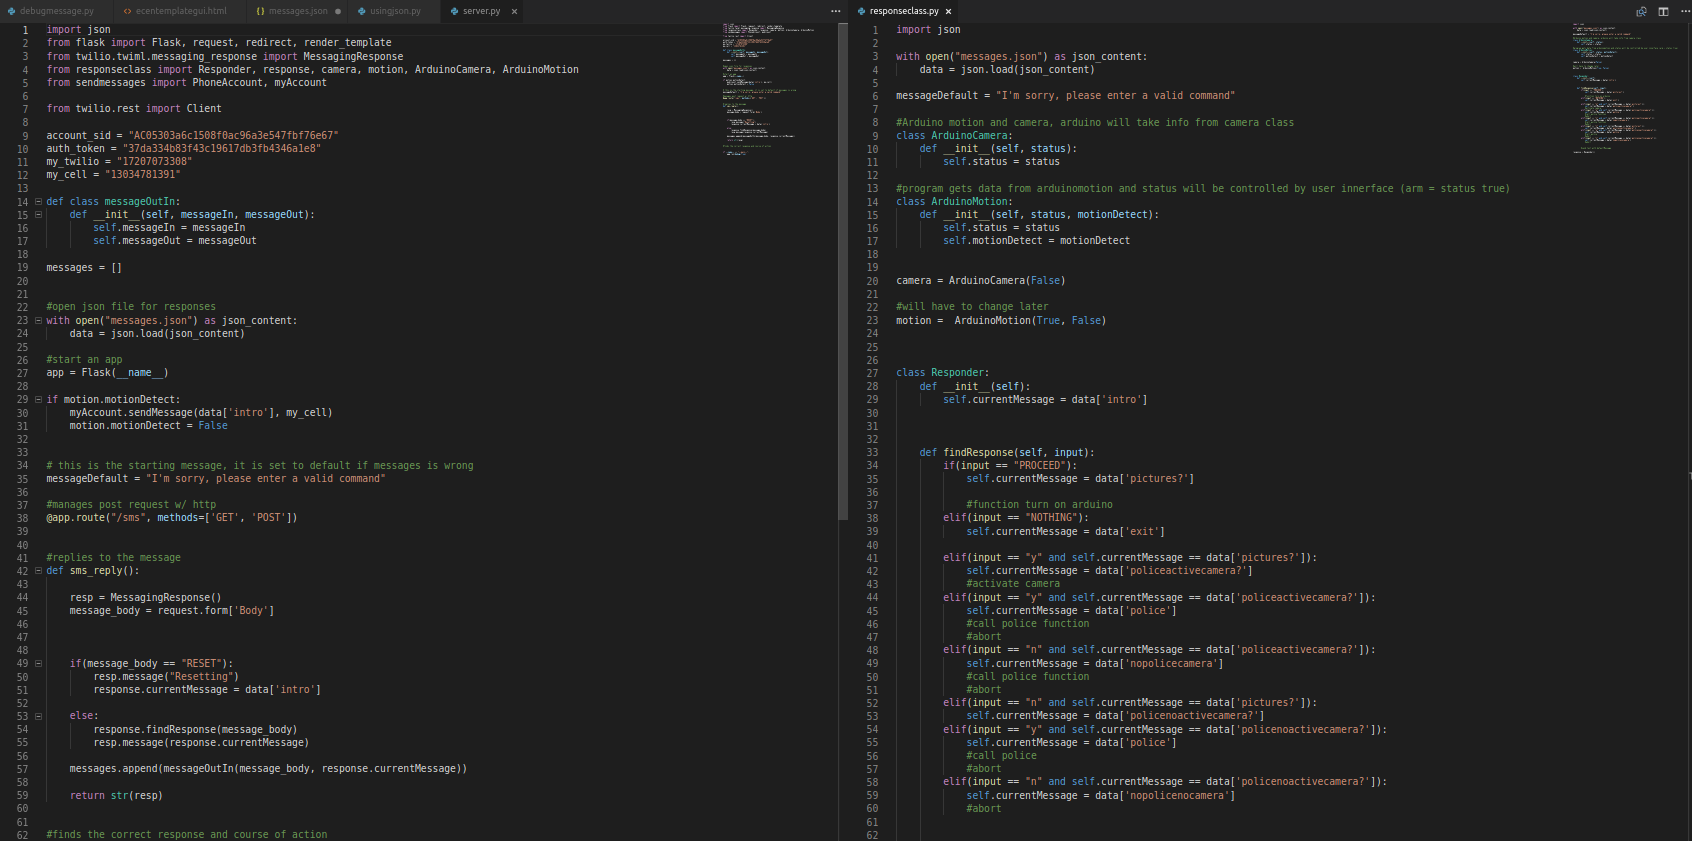 debugmessage.py ecentemplategui.html messages.json usingjson.py server.py
1 import json
2 from flask import Flask, request, redirect, render_template
3 from twilio.twiml.messaging_response import MessagingResponse
4 from responseclass import Responder, response, camera, motion, ArduinoCamera, ArduinoMotion
5 from sendmessages import PhoneAccount, myAccount
6
7 from twilio.rest import Client
8
9 account_sid = "AC05303a6c1508f0ac96a3e547fbf76e67"
10 auth_token = "37da334b83f43c19617db3fb4346a1e8"
11 my_twilio = "17207073308"
12 my_cell = "13034781391"
13
14 def class messageOutIn:
15 def __init__(self, messageIn, messageOut):
16 self.messageIn = messageIn
17 self.messageOut = messageOut
18
19 messages = []
20
21
22 #open json file for responses
23 with open("messages.json") as json_content:
24 data = json.load(json_content)
25
26 #start an app
27 app = Flask(__name__)
28
29 if motion.motionDetect:
30 myAccount.sendMessage(data['intro'], my_cell)
31 motion.motionDetect = False
32
33
34 # this is the starting message, it is set to default if messages is wrong
35 messageDefault = "I'm sorry, please enter a valid command"
36
37 #manages post request w/ http
38 @app.route("/sms", methods=['GET', 'POST'])
39
40
41 #replies to the message
42 def sms_reply():
43
44 resp = MessagingResponse()
45 message_body = request.form['Body']
46
47
48
49 if(message_body == "RESET"):
50 resp.message("Resetting")
51 response.currentMessage = data['intro']
52
53 else:
54 response.findResponse(message_body)
55 resp.message(response.currentMessage)
56
57 messages.append(messageOutIn(message_body, response.currentMessage))
58
59 return str(resp)
60
61
62 #finds the correct response and course of action
responseclass.py
1 import json
2
3 with open("messages.json") as json_content:
4 data = json.load(json_content)
5
6 messageDefault = "I'm sorry, please enter a valid command"
7
8 #Arduino motion and camera, arduino will take info from camera class
9 class ArduinoCamera:
10 def __init__(self, status):
11 self.status = status
12
13 #program gets data from arduinomotion and status will be controlled by user innerface (arm = status true)
14 class ArduinoMotion:
15 def __init__(self, status, motionDetect):
16 self.status = status
17 self.motionDetect = motionDetect
18
19
20 camera = ArduinoCamera(False)
21
22 #will have to change later
23 motion =  ArduinoMotion(True, False)
24
25
26
27 class Responder:
28 def __init__(self):
29 self.currentMessage = data['intro']
30
31
32
33 def findResponse(self, input):
34 if(input == "PROCEED"):
35 self.currentMessage = data['pictures?']
36
37 #function turn on arduino
38 elif(input == "NOTHING"):
39 self.currentMessage = data['exit']
40
41 elif(input == "y" and self.currentMessage == data['pictures?']):
42 self.currentMessage = data['policeactivecamera?']
43 #activate camera
44 elif(input == "y" and self.currentMessage == data['policeactivecamera?']):
45 self.currentMessage = data['police']
46 #call police function
47 #abort
48 elif(input == "n" and self.currentMessage == data['policeactivecamera?']):
49 self.currentMessage = data['nopolicecamera']
50 #call police function
51 #abort
52 elif(input == "n" and self.currentMessage == data['pictures?']):
53 self.currentMessage = data['policenoactivecamera?']
54 elif(input == "y" and self.currentMessage == data['policenoactivecamera?']):
55 self.currentMessage = data['police']
56 #call police
57 #abort
58 elif(input == "n" and self.currentMessage == data['policenoactivecamera?']):
59 self.currentMessage = data['nopolicenocamera']
60 #abort
61
62